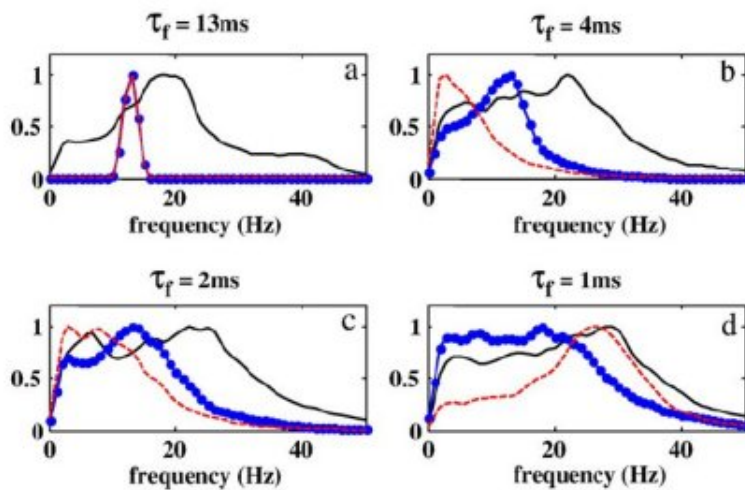 τf = 13ms
a
1
0.5
0
0 20 40
frequency (Hz)
τf = 4ms
b
1
0.5
0
0 20 40
frequency (Hz)
τf = 2ms
c
1
0.5
0
0 20 40
frequency (Hz)
τf = 1ms
d
1
0.5
0
0 20 40
frequency (Hz)